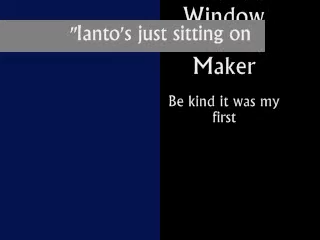 Window
"Ianto's just sitting on
Maker
Be kind it was my
first